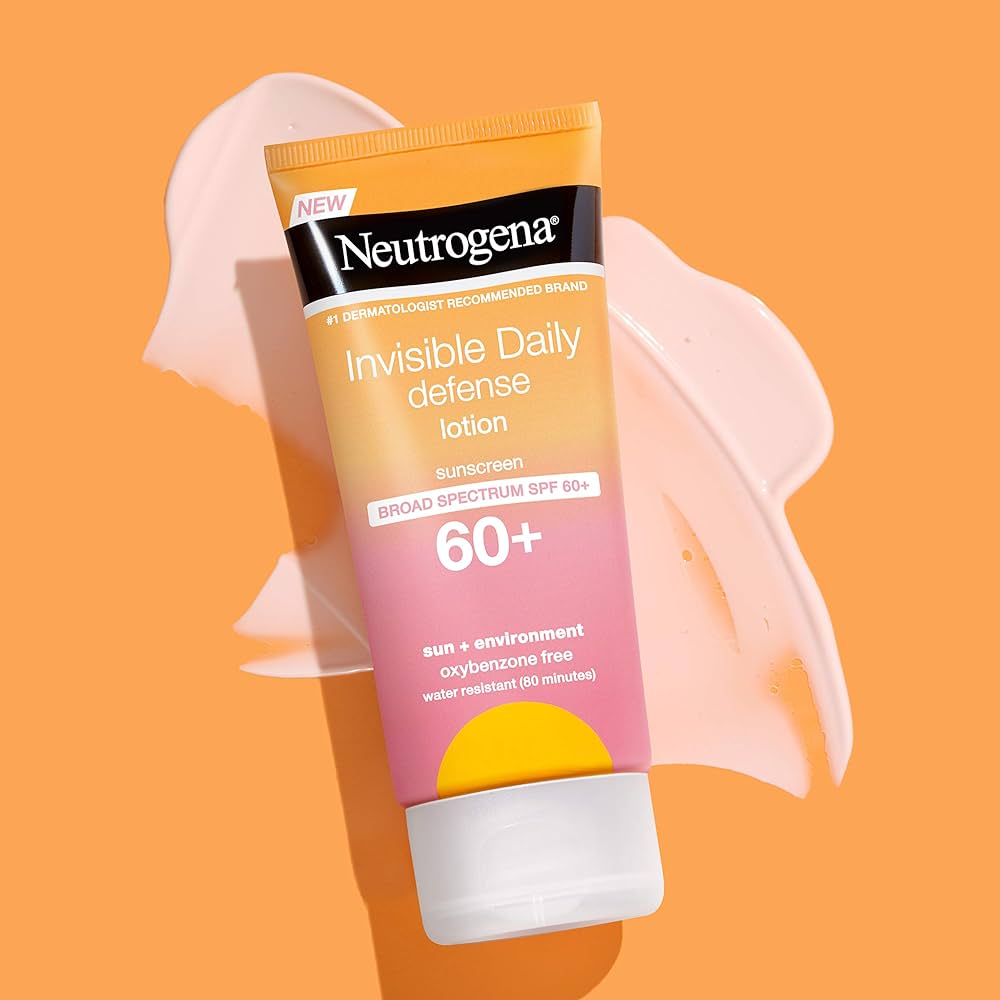 NEW
Neutrogena®
#1 DERMATOLOGIST RECOMMENDED BRAND
Invisible Daily
defense
lotion
sunscreen
BROAD SPECTRUM SPF 60+
60+
sun + environment
oxybenzone free
water resistant (80 minutes)